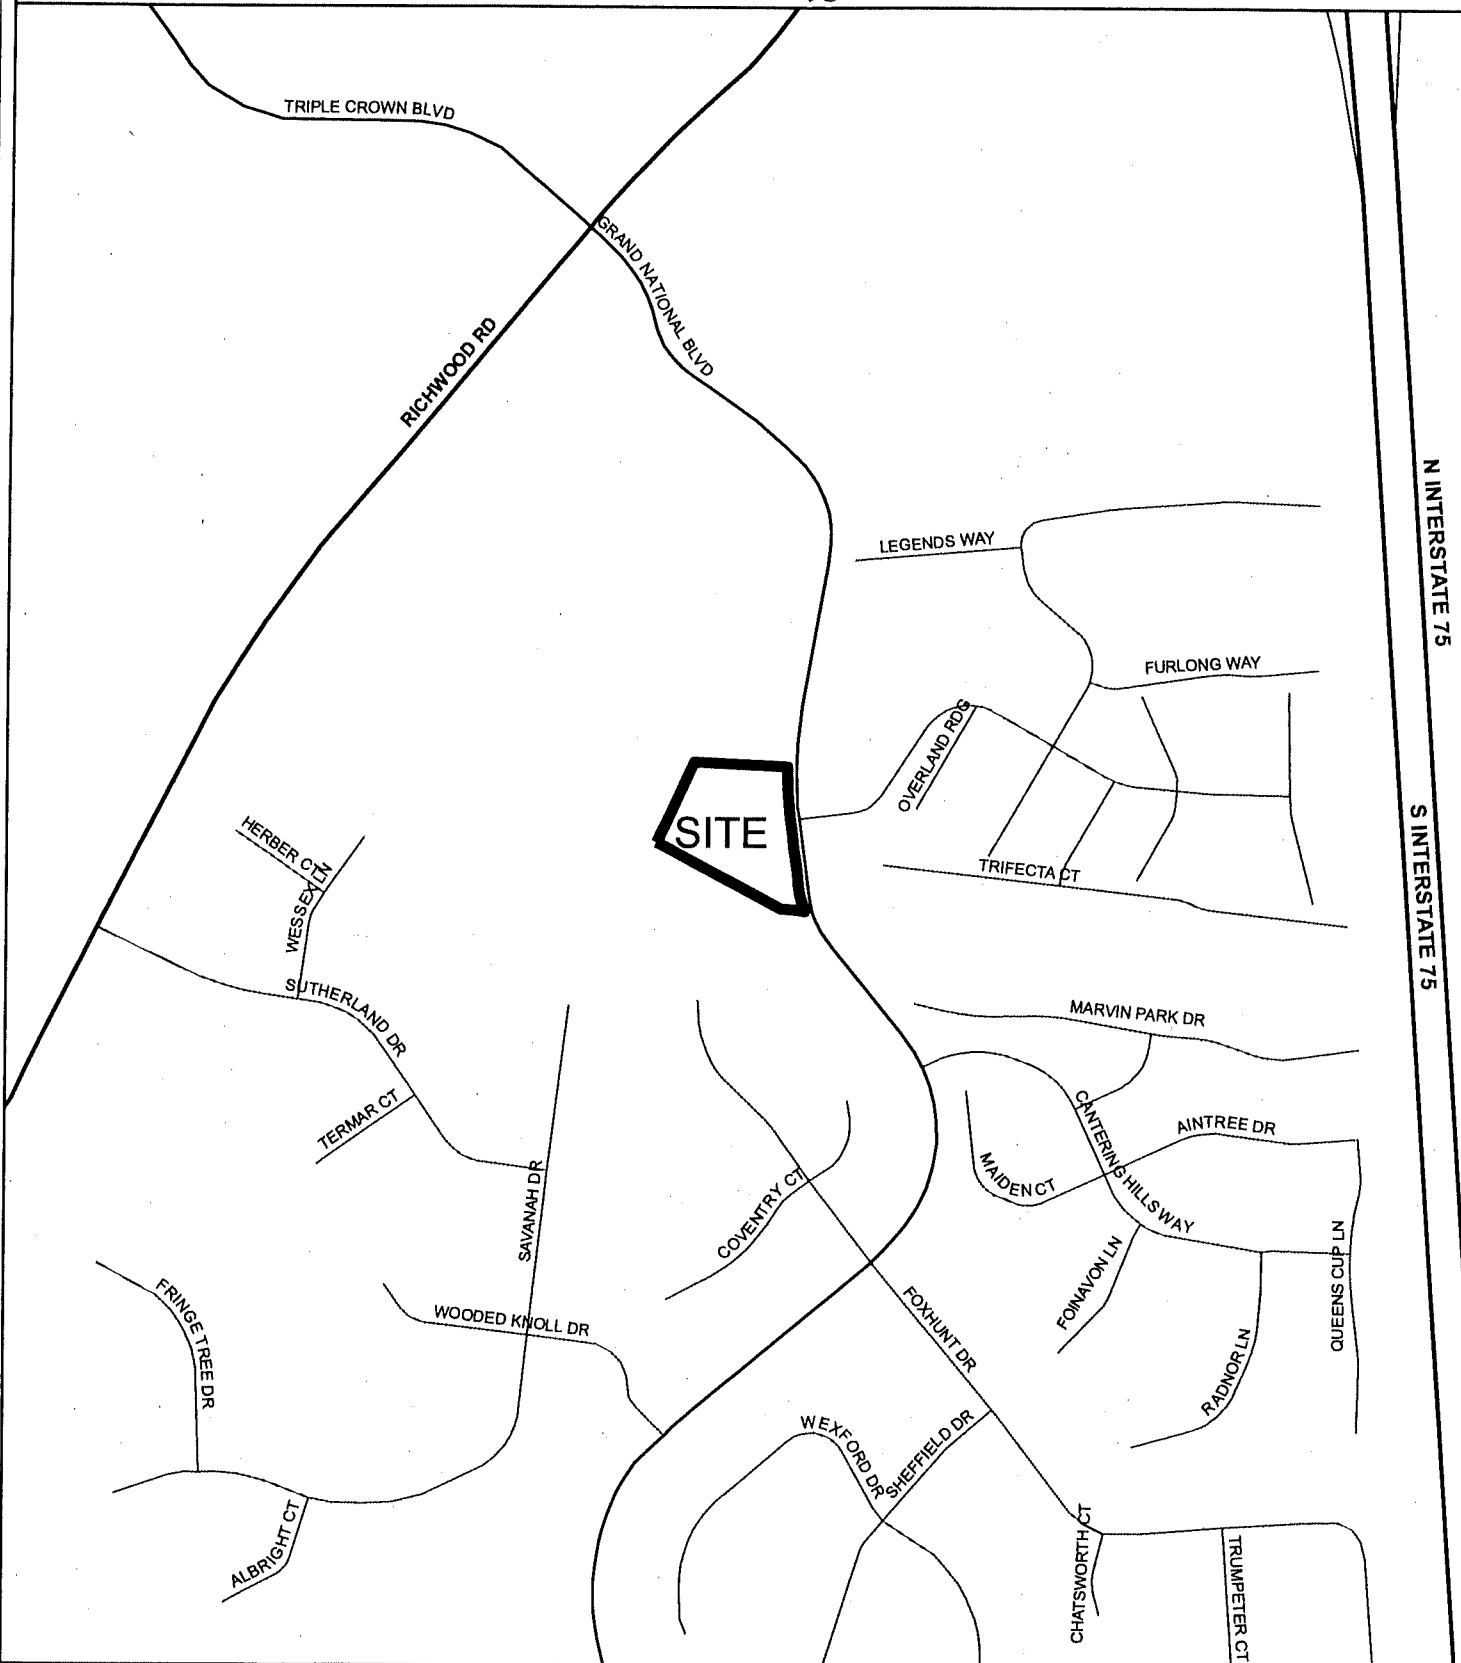 TRIPLE CROWN BLVD
GRAND NATIONAL BLVD
RICHWOOD RD
N INTERSTATE 75
LEGENDS WAY
FURLONG WAY
OVERLAND RDG
SITE
S INTERSTATE 75
HERBER CT
TRIFECTA CT
WESSEX LN
SUTHERLAND DR
MARVIN PARK DR
TERMAR CT
CANTERING HILLS WAY
AINTREE DR
MAIDEN CT
SAVANAH DR
COVENTRY CT
FOINAVON LN
QUEENS CUP LN
FRINGE TREE DR
WOODED KNOLL DR
FOXHUNT DR
RADNOR LN
WEXFORD DR
SHEFFIELD DR
ALBRIGHT CT
CHATSWORTH CT
TRUMPETER CT